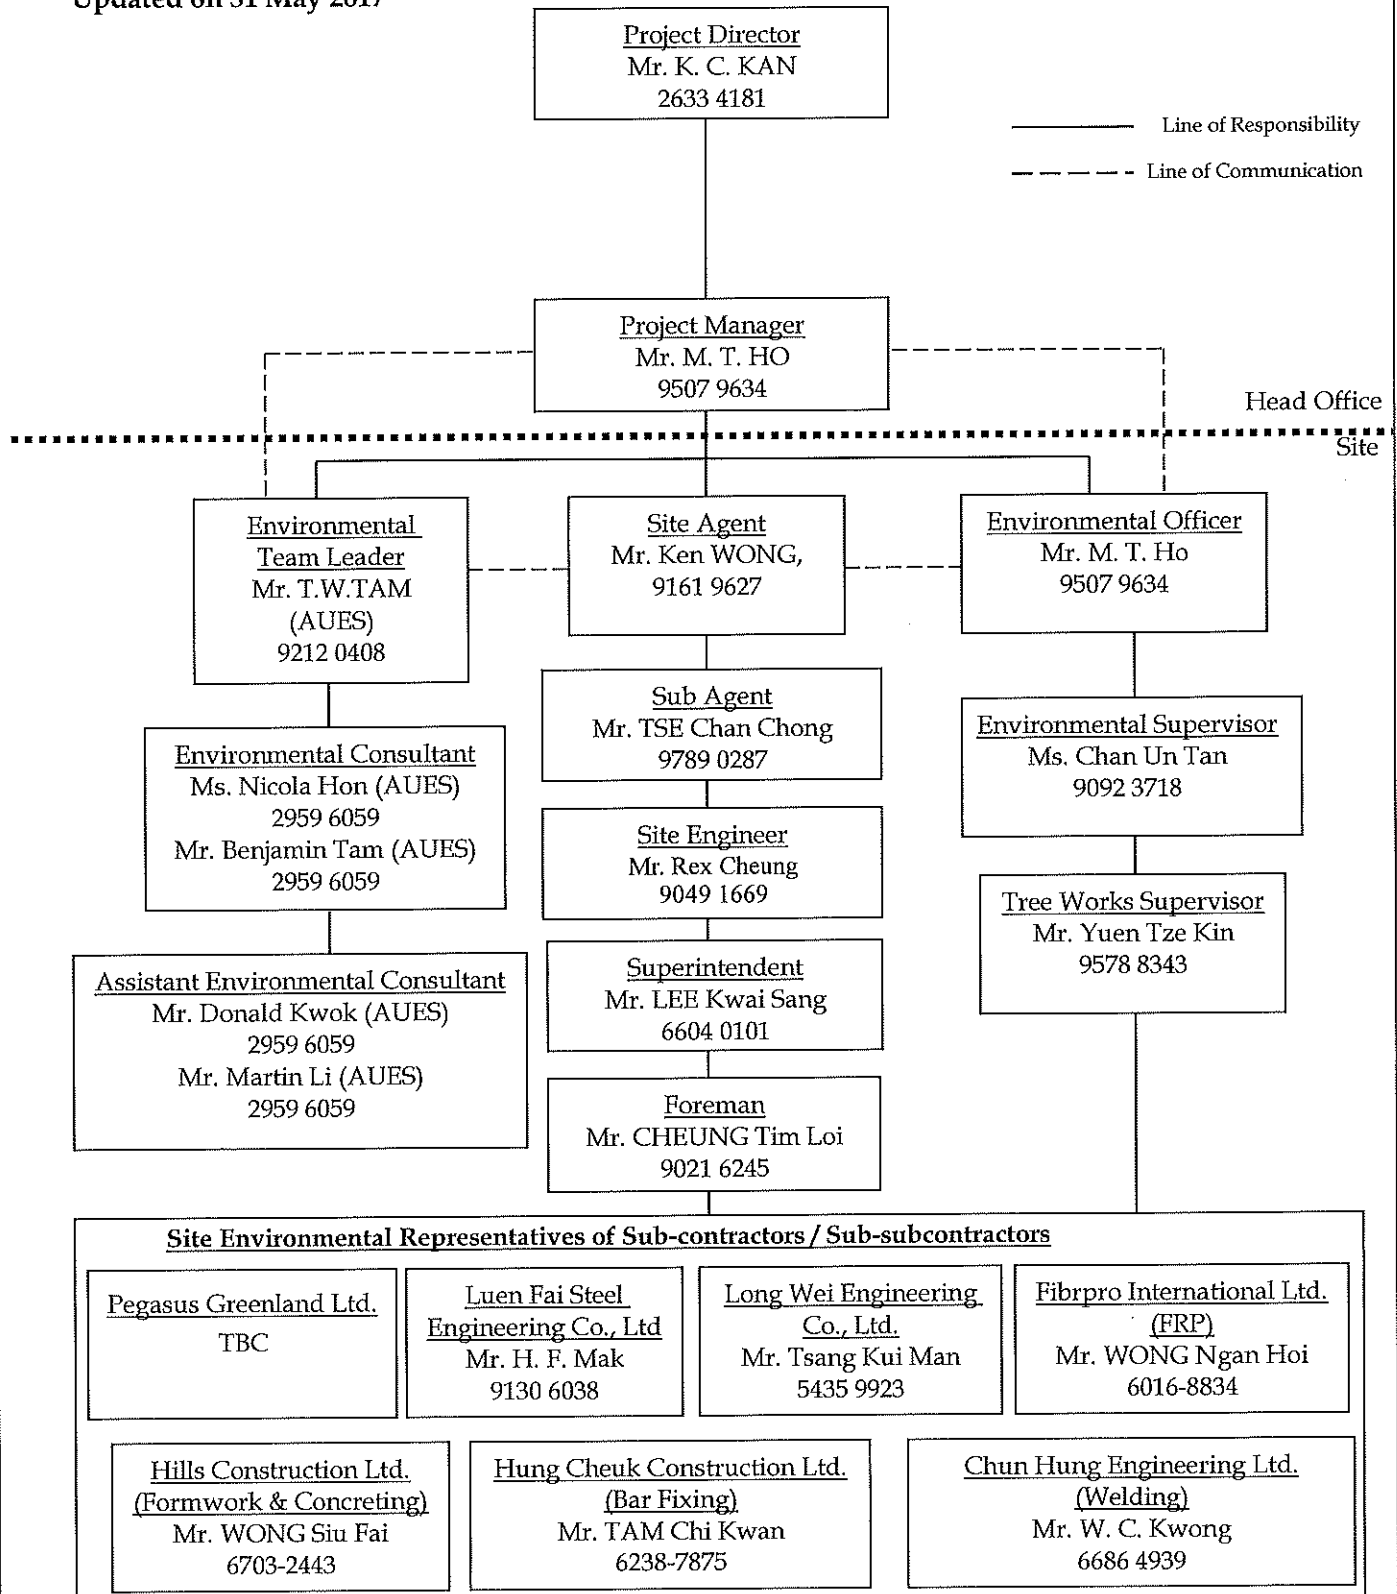 Updated on 31 May 2017
Project Director
Mr. K. C. KAN
2633 4181
Line of Responsibility
Line of Communication
Project Manager
Mr. M. T. HO
9507 9634
Head Office
Site
Environmental
Team Leader
Mr. T.W.TAM
(AUES)
9212 0408
Site Agent
Mr. Ken WONG,
9161 9627
Environmental Officer
Mr. M. T. Ho
9507 9634
Environmental Consultant
Ms. Nicola Hon (AUES)
2959 6059
Mr. Benjamin Tam (AUES)
2959 6059
Sub Agent
Mr. TSE Chan Chong
9789 0287
Environmental Supervisor
Ms. Chan Un Tan
9092 3718
Site Engineer
Mr. Rex Cheung
9049 1669
Tree Works Supervisor
Mr. Yuen Tze Kin
9578 8343
Assistant Environmental Consultant
Mr. Donald Kwok (AUES)
2959 6059
Mr. Martin Li (AUES)
2959 6059
Superintendent
Mr. LEE Kwai Sang
6604 0101
Foreman
Mr. CHEUNG Tim Loi
9021 6245
Site Environmental Representatives of Sub-contractors / Sub-subcontractors
Pegasus Greenland Ltd.
TBC
Luen Fai Steel
Engineering Co., Ltd
Mr. H. F. Mak
9130 6038
Long Wei Engineering
Co., Ltd.
Mr. Tsang Kui Man
5435 9923
Fibrpro International Ltd.
(FRP)
Mr. WONG Ngan Hoi
6016-8834
Hills Construction Ltd.
(Formwork & Concreting)
Mr. WONG Siu Fai
6703-2443
Hung Cheuk Construction Ltd.
(Bar Fixing)
Mr. TAM Chi Kwan
6238-7875
Chun Hung Engineering Ltd.
(Welding)
Mr. W. C. Kwong
6686 4939